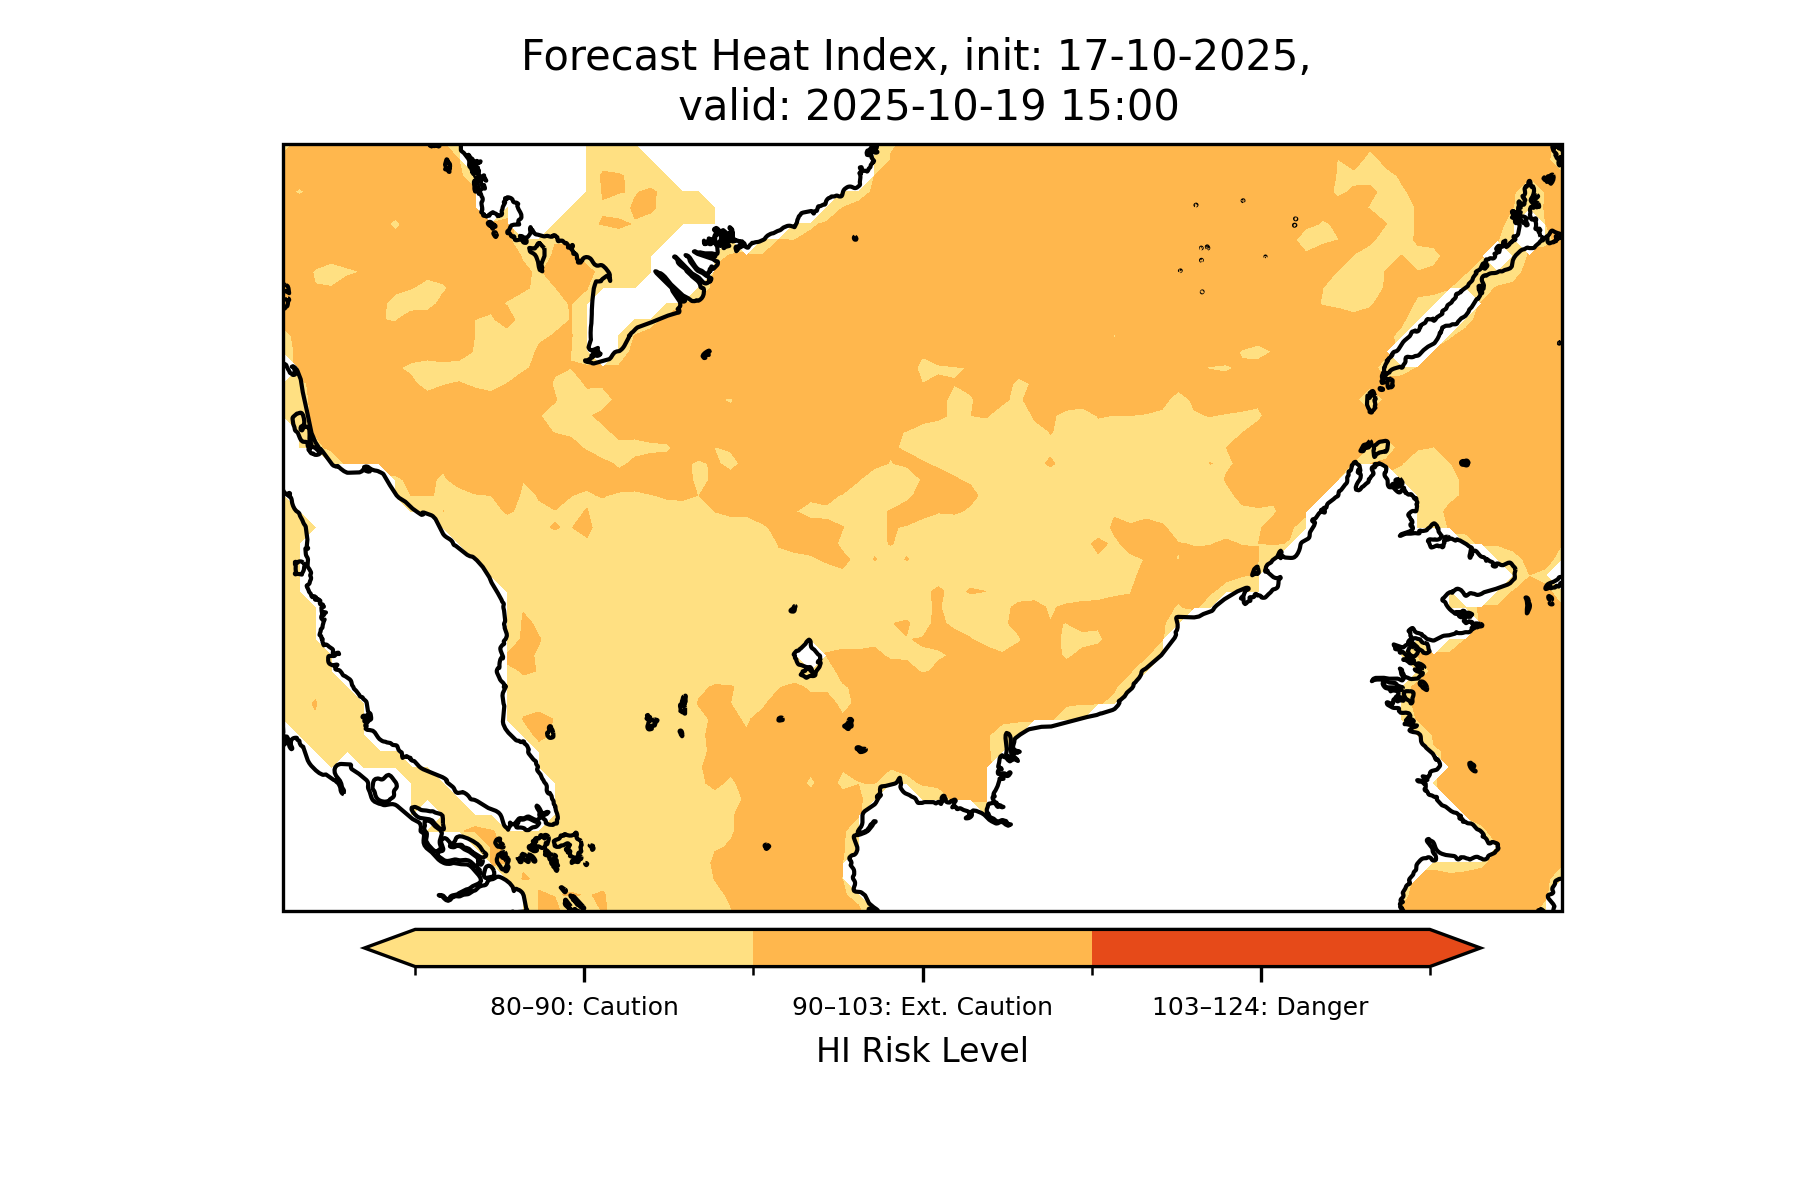 Forecast Heat Index, init: 17-10-2025,
valid: 2025-10-19 15:00
80–90: Caution
90–103: Ext. Caution
103–124: Danger
HI Risk Level